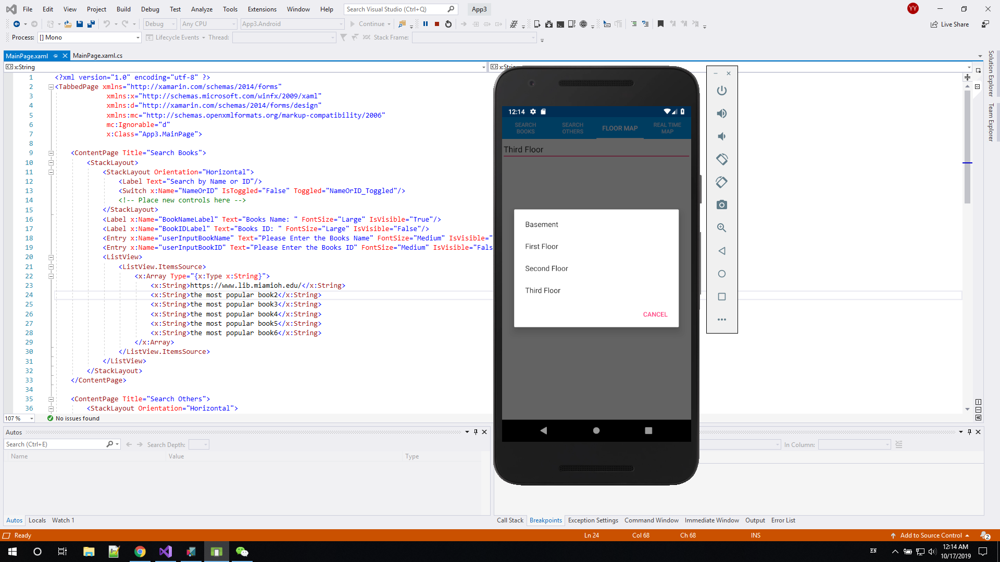 File Edit View Project Build Debug Test Analyze Tools Extensions Window Help Search Visual Studio (Ctrl+Q) App3 YY
Debug Any CPU App3.Android Continue Live Share
Process: [] Mono Lifecycle Events Thread: Stack Frame:
MainPage.xaml MainPage.xaml.cs
x:String x:String
1 <?xml version="1.0" encoding="utf-8" ?>
2 <TabbedPage xmlns="http://xamarin.com/schemas/2014/forms"
3 xmlns:x="http://schemas.microsoft.com/winfx/2009/xaml"
4 xmlns:d="http://xamarin.com/schemas/2014/forms/design"
5 xmlns:mc="http://schemas.openxmlformats.org/markup-compatibility/2006"
6 mc:Ignorable="d"
7 x:Class="App3.MainPage">
8
9 <ContentPage Title="Search Books">
10 <StackLayout>
11 <StackLayout Orientation="Horizontal">
12 <Label Text="Search by Name or ID"/>
13 <Switch x:Name="NameOrID" IsToggled="False" Toggled="NameOrID_Toggled"/>
14 <!-- Place new controls here -->
15 </StackLayout>
16 <Label x:Name="BookNameLabel" Text="Books Name: " FontSize="Large" IsVisible="True"/>
17 <Label x:Name="BookIDLabel" Text="Books ID: " FontSize="Large" IsVisible="False"/>
18 <Entry x:Name="userInputBookName" Text="Please Enter the Books Name" FontSize="Medium" IsVisible="
19 <Entry x:Name="userInputBookID" Text="Please Enter the Books ID" FontSize="Medium" IsVisible="Fals
20 <ListView>
21 <ListView.ItemsSource>
22 <x:Array Type="{x:Type x:String}">
23 <x:String>https://www.lib.miamioh.edu/</x:String>
24 <x:String>the most popular book2</x:String>
25 <x:String>the most popular book3</x:String>
26 <x:String>the most popular book4</x:String>
27 <x:String>the most popular book5</x:String>
28 <x:String>the most popular book6</x:String>
29 </x:Array>
30 </ListView.ItemsSource>
31 </ListView>
32 </StackLayout>
33 </ContentPage>
34
35 <ContentPage Title="Search Others">
36 <StackLayout Orientation="Horizontal">
107 % No issues found
12:14
SEARCH BOOKS SEARCH OTHERS FLOOR MAP REAL TIME MAP
Third Floor
Basement
First Floor
Second Floor
Third Floor
CANCEL
Solution Explorer
Team Explorer
Autos
Search (Ctrl+E) Search Depth: In Column:
Name Value Type
Autos Locals Watch 1 Call Stack Breakpoints Exception Settings Command Window Immediate Window Output Error List
Ready Ln 24 Col 68 Ch 68 INS Add to Source Control 2
EN 12:14 AM
10/17/2019